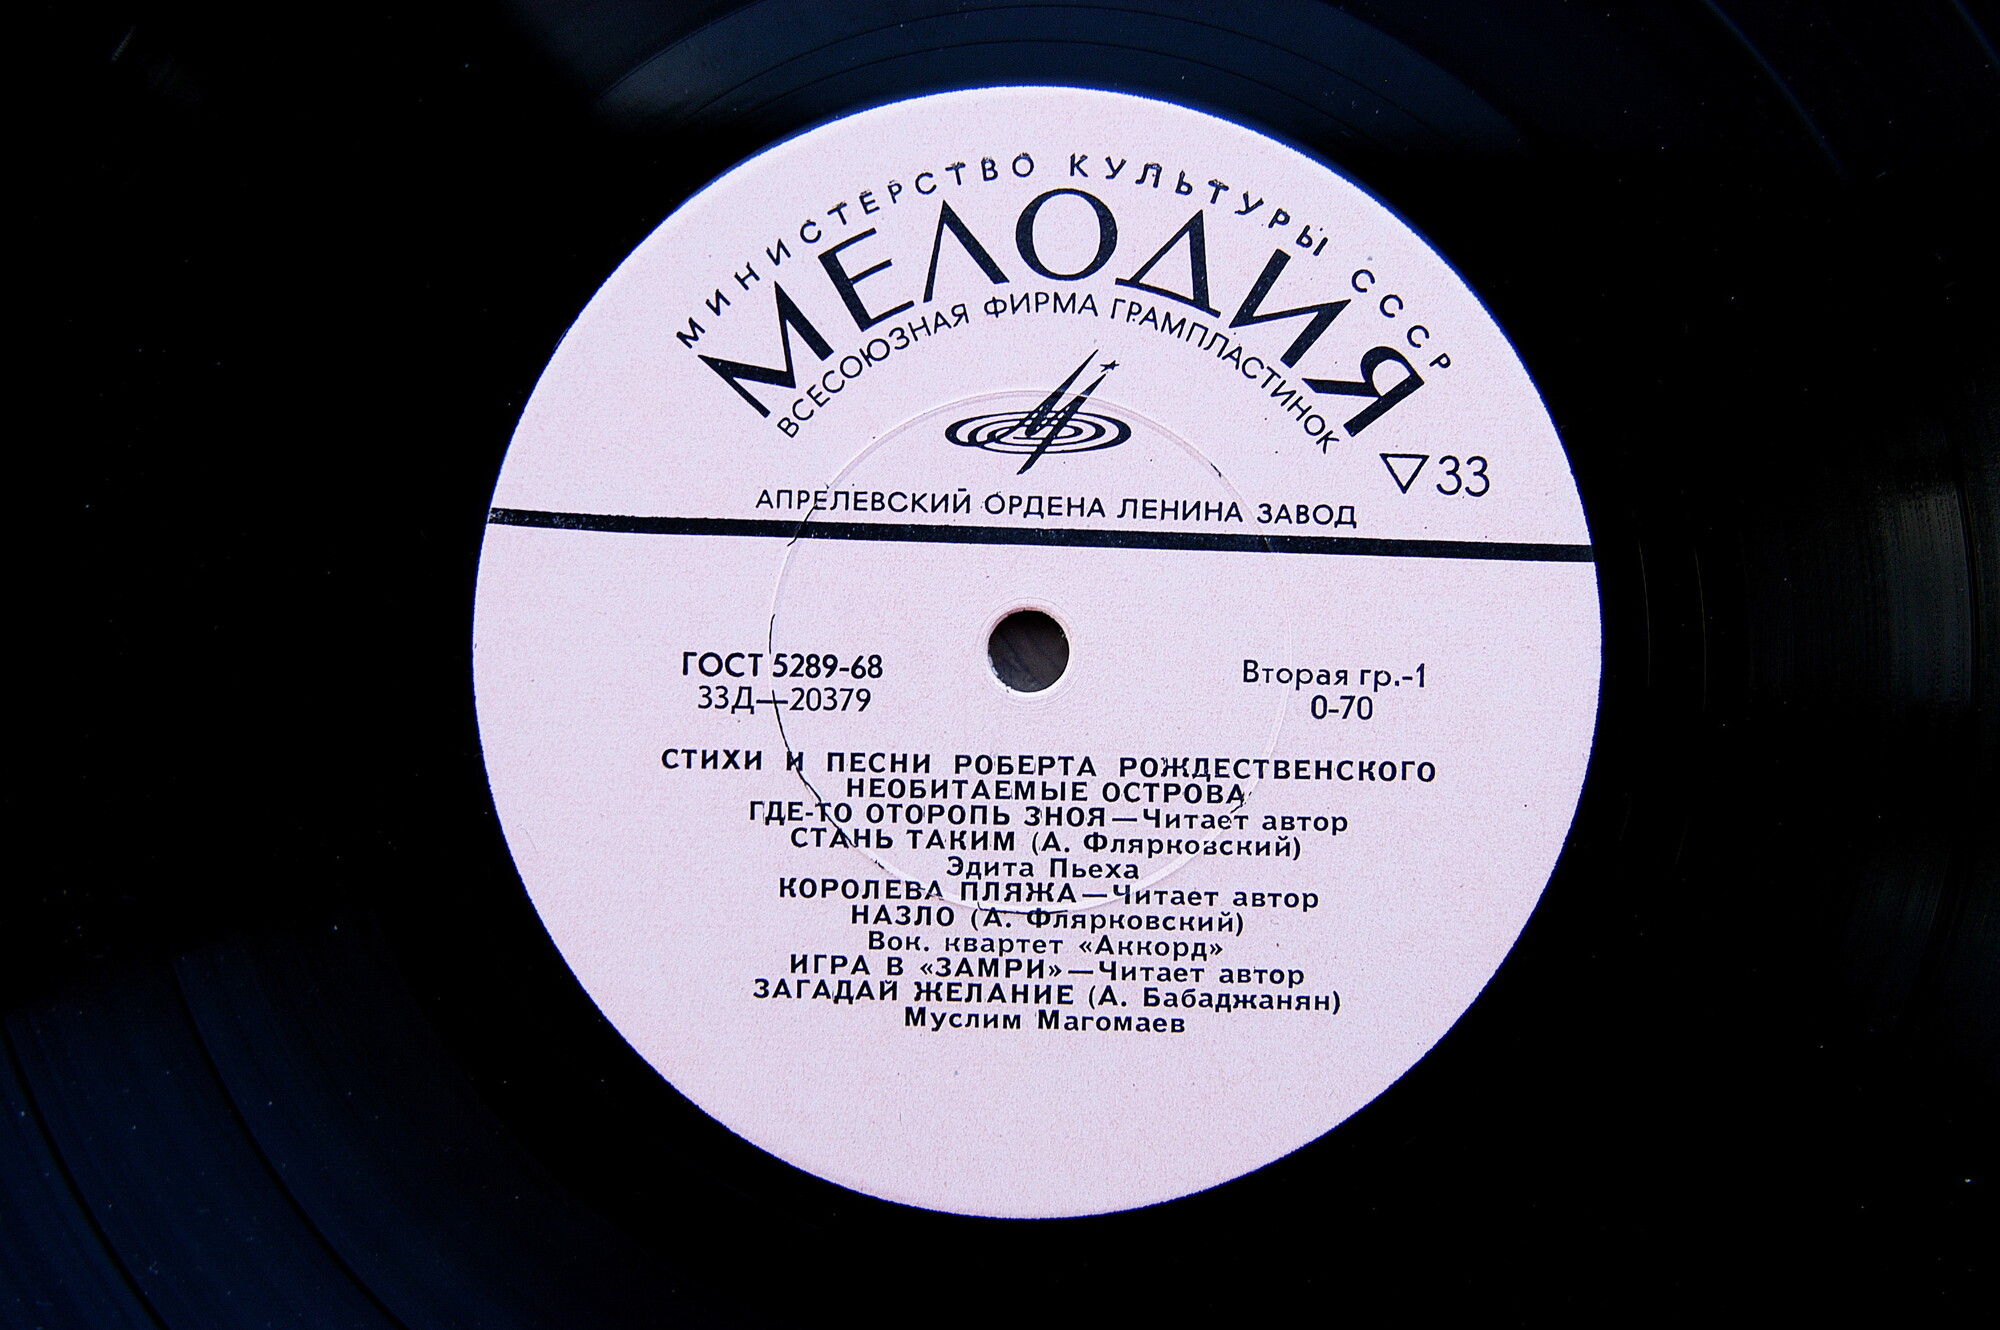 МИНИСТЕРСТВО КУЛЬТУРЫ СССР
МЕЛОДИЯ
ВСЕСОЮЗНАЯ ФИРМА ГРАМПЛАСТИНОК
▽33
АПРЕЛЕВСКИЙ ОРДЕНА ЛЕНИНА ЗАВОД
ГОСТ 5289-68
33Д—20379
Вторая гр.-1
0-70
СТИХИ И ПЕСНИ РОБЕРТА РОЖДЕСТВЕНСКОГО
НЕОБИТАЕМЫЕ ОСТРОВА
ГДЕ-ТО ОТОРОПЬ ЗНОЯ—Читает автор
СТАНЬ ТАКИМ (А. Флярковский)
Эдита Пьеха
КОРОЛЕВА ПЛЯЖА—Читает автор
НАЗЛО (А. Флярковский)
Вок. квартет «Аккорд»
ИГРА В «ЗАМРИ»—Читает автор
ЗАГАДАЙ ЖЕЛАНИЕ (А. Бабаджанян)
Муслим Магомаев